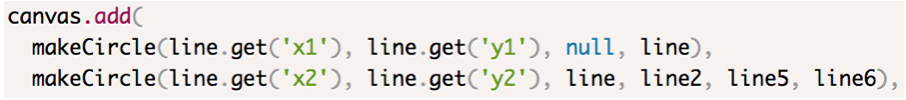 canvas.add(
makeCircle(line.get('x1'), line.get('y1'), null, line),
makeCircle(line.get('x2'), line.get('y2'), line, line2, line5, line6),